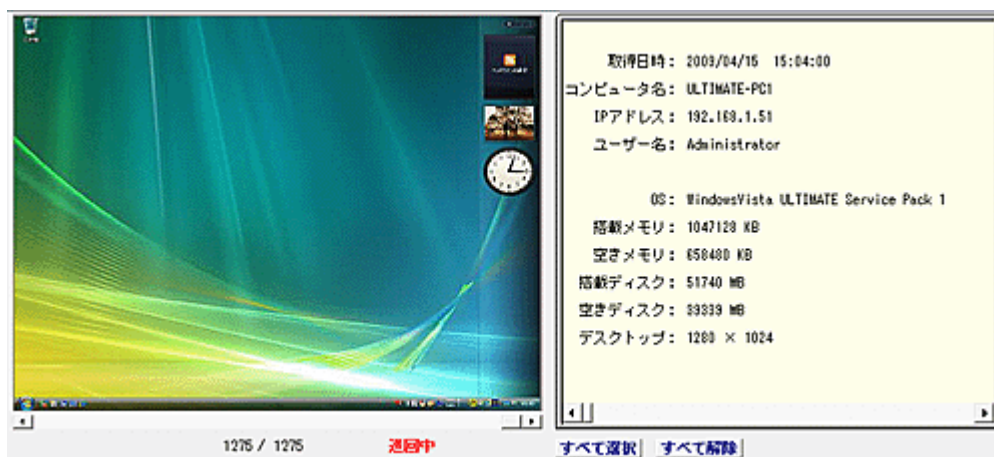 取得日時： 2009/04/15 15:04:00
コンピュータ名： ULTIMATE-PC1
IPアドレス： 192.168.1.51
ユーザー名： Administrator
OS： WindowsVista ULTIMATE Service Pack 1
搭載メモリ： 1047128 KB
空きメモリ： 658480 KB
搭載ディスク： 51740 MB
空きディスク： 39339 MB
デスクトップ： 1280 × 1024
1275 / 1275 巡回中
すべて選択 すべて解除